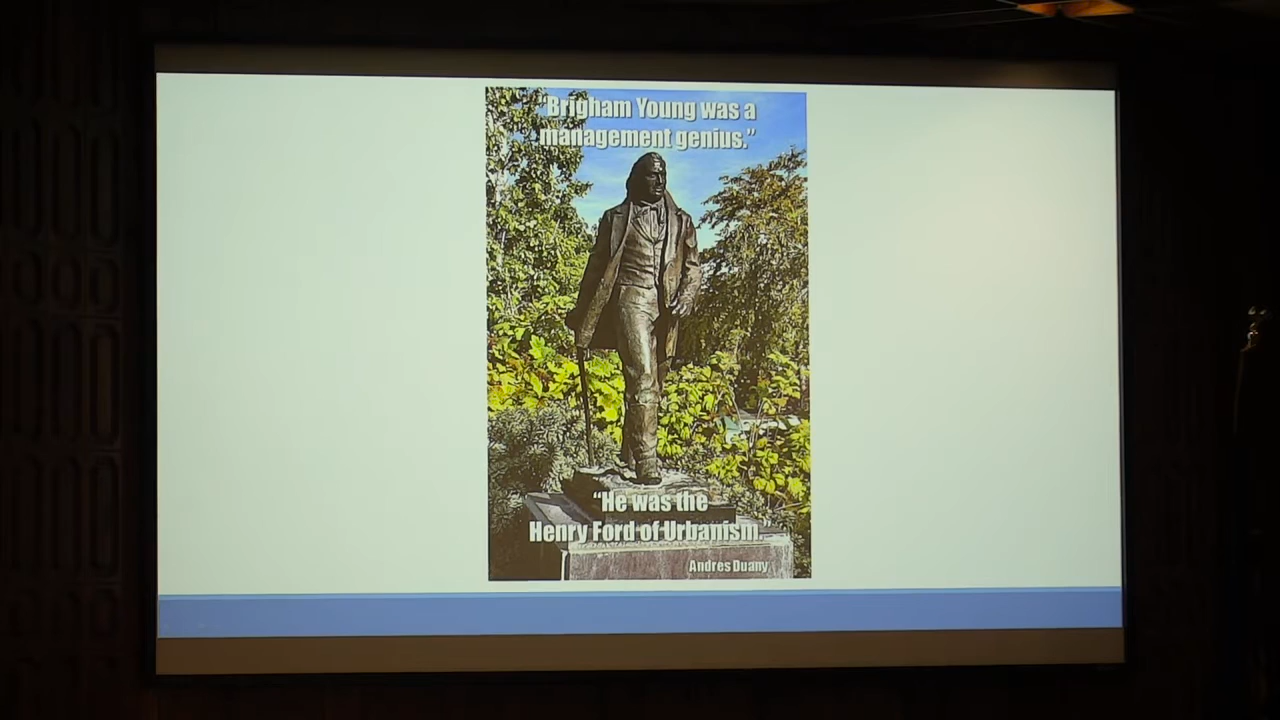 “Brigham Young was a
management genius.”
“He was the
Henry Ford of Urbanism.”
Andres Duany